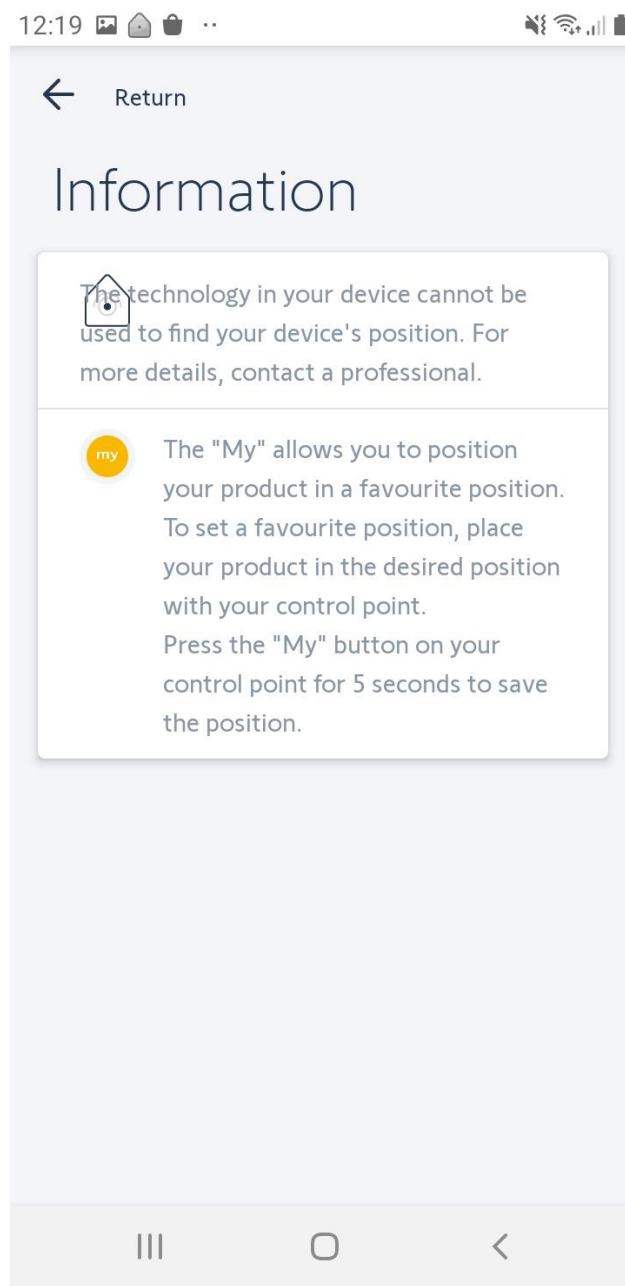 12:19
Return
Information
The technology in your device cannot be
used to find your device's position. For
more details, contact a professional.
my
The "My" allows you to position
your product in a favourite position.
To set a favourite position, place
your product in the desired position
with your control point.
Press the "My" button on your
control point for 5 seconds to save
the position.